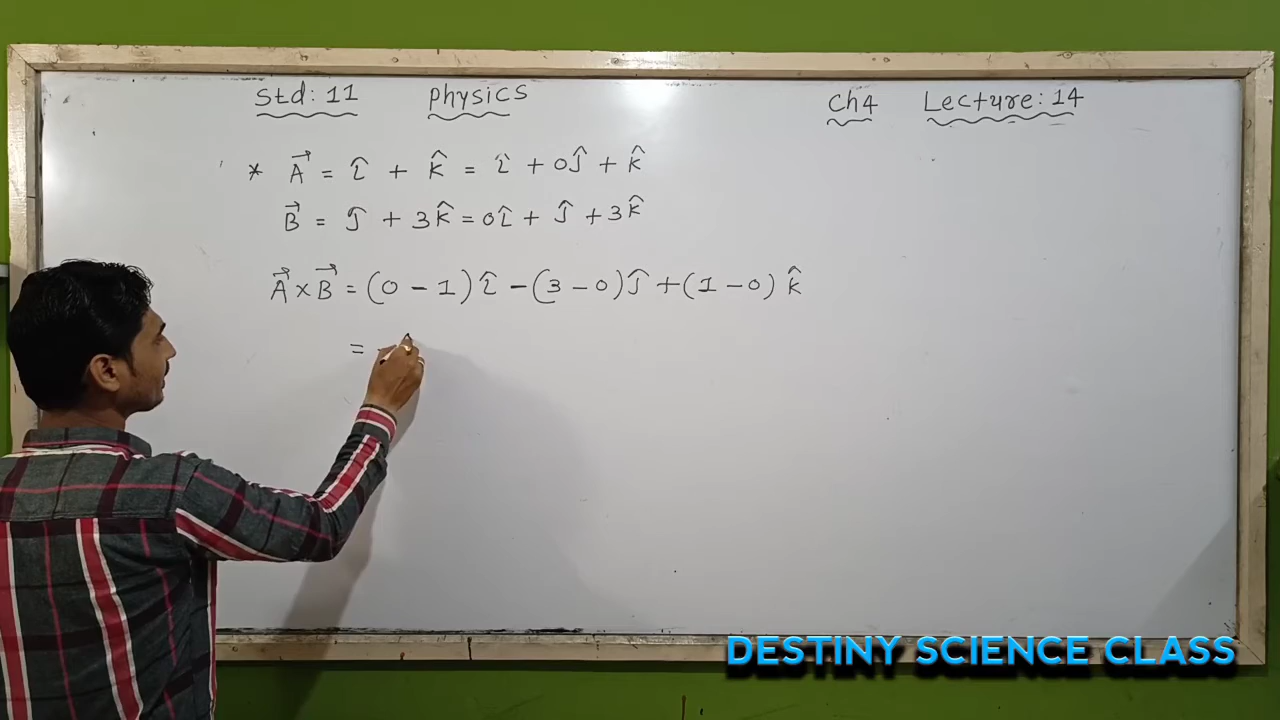 Std: 11 Physics Ch4 Lecture: 14
* A⃗ = î + k̂ = î + 0ĵ + k̂
B⃗ = ĵ + 3k̂ = 0î + ĵ + 3k̂
A⃗ × B⃗ = (0 - 1) î - (3 - 0) ĵ + (1 - 0) k̂
=
DESTINY SCIENCE CLASS